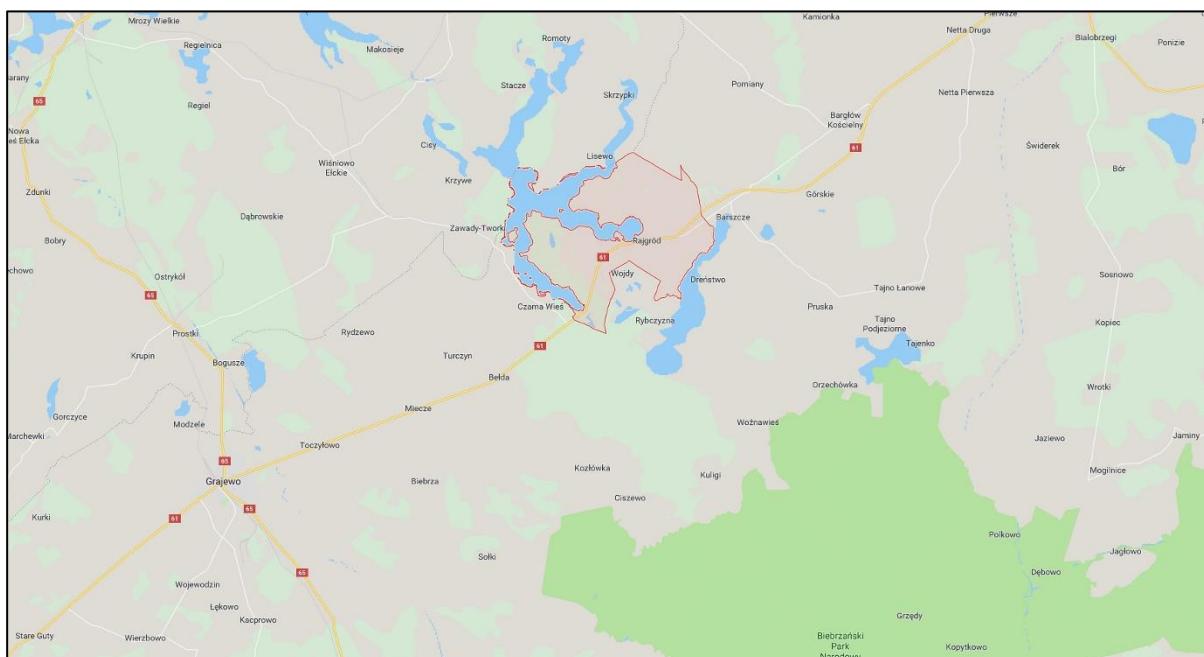 Mrozy Wielkie
Kamionka
Pierwsze
Netta Druga
Białobrzegi
Ponizie
Regielnica
Makosieje
Romoty
Stacze
Skrzypki
Pomiany
Netta Pierwsza
65
Regiel
Bargłów
Kościelny
Nowa
Cisy
61
Świderek
Lisewo
Wiśniowo
Ełckie
Bór
Krzywe
Zdunki
Górskie
Dąbrowskie
Barszcze
Zawady-Tworki
Bobry
Rajgród
61
Ostrykół
Wojdy
Dreństwo
Sosnowo
Tajno Łanowe
65
Czarna Wieś
Pruska
Rybczyzna
Tajno
Podjeziorne
Kopiec
Prostki
Rydzewo
61
Tajenko
Krupin
Turczyn
Bogusze
Bełda
Orzechówka
Wrotki
Miecze
Gorczyce
Modzele
Woźnawieś
Marchewki
Toczyłowo
Jaziewo
Jaminy
65
Kozłówka
Mogilnice
Grajewo
Biebrza
Kuligi
Ciszewo
65
Kurki
61
Polkowo
Sołki
Jagłowo
65
Dębowo
Wojewodzin
Łękowo
Kacprowo
Grzędy
Stare Guty
Wierzbowo
Biebrzański
Park
Narodowy
Kopytkowo